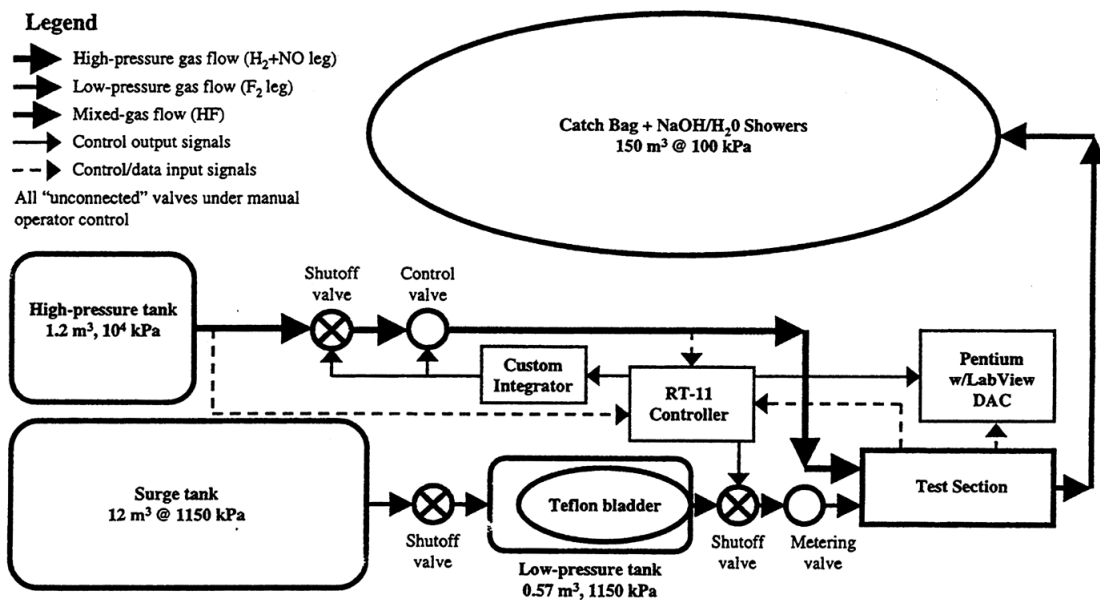 Legend
High-pressure gas flow (H₂+NO leg)
Low-pressure gas flow (F₂ leg)
Mixed-gas flow (HF)
Control output signals
Control/data input signals
All “unconnected” valves under manual
operator control
Catch Bag + NaOH/H₂0 Showers
150 m³ @ 100 kPa
High-pressure tank
1.2 m³, 10⁴ kPa
Shutoff
valve
Control
valve
Custom
Integrator
RT-11
Controller
Pentium
w/LabView
DAC
Surge tank
12 m³ @ 1150 kPa
Shutoff
valve
Teflon bladder
Low-pressure tank
0.57 m³, 1150 kPa
Shutoff
valve
Metering
valve
Test Section